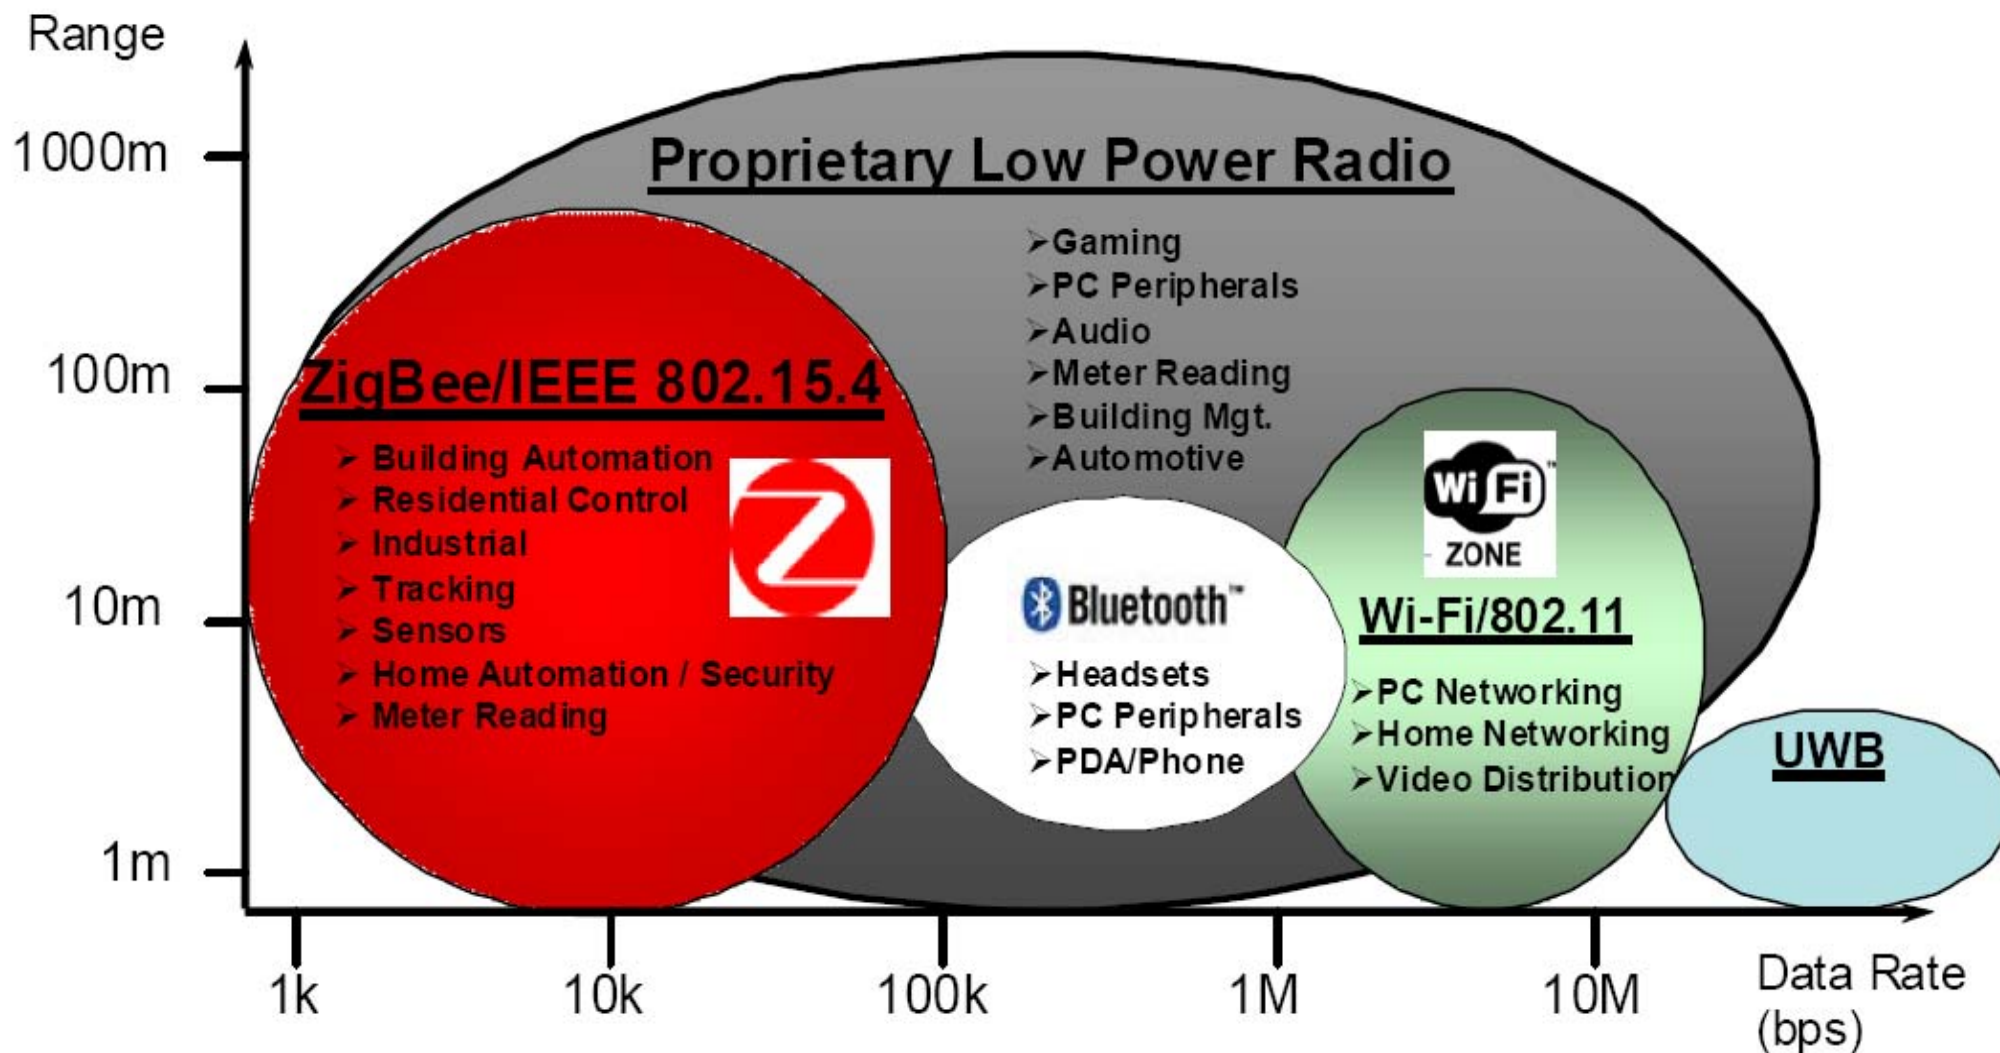 Range
1000m
100m
10m
1m
Proprietary Low Power Radio
➢Gaming
➢PC Peripherals
➢Audio
➢Meter Reading
➢Building Mgt.
➢Automotive
ZigBee/IEEE 802.15.4
➢ Building Automation
➢ Residential Control
➢ Industrial
➢ Tracking
➢ Sensors
➢ Home Automation / Security
➢ Meter Reading
Bluetooth™
➢Headsets
➢PC Peripherals
➢PDA/Phone
Wi Fi™
ZONE
Wi-Fi/802.11
➢PC Networking
➢Home Networking
➢Video Distribution
UWB
1k
10k
100k
1M
10M
Data Rate
(bps)